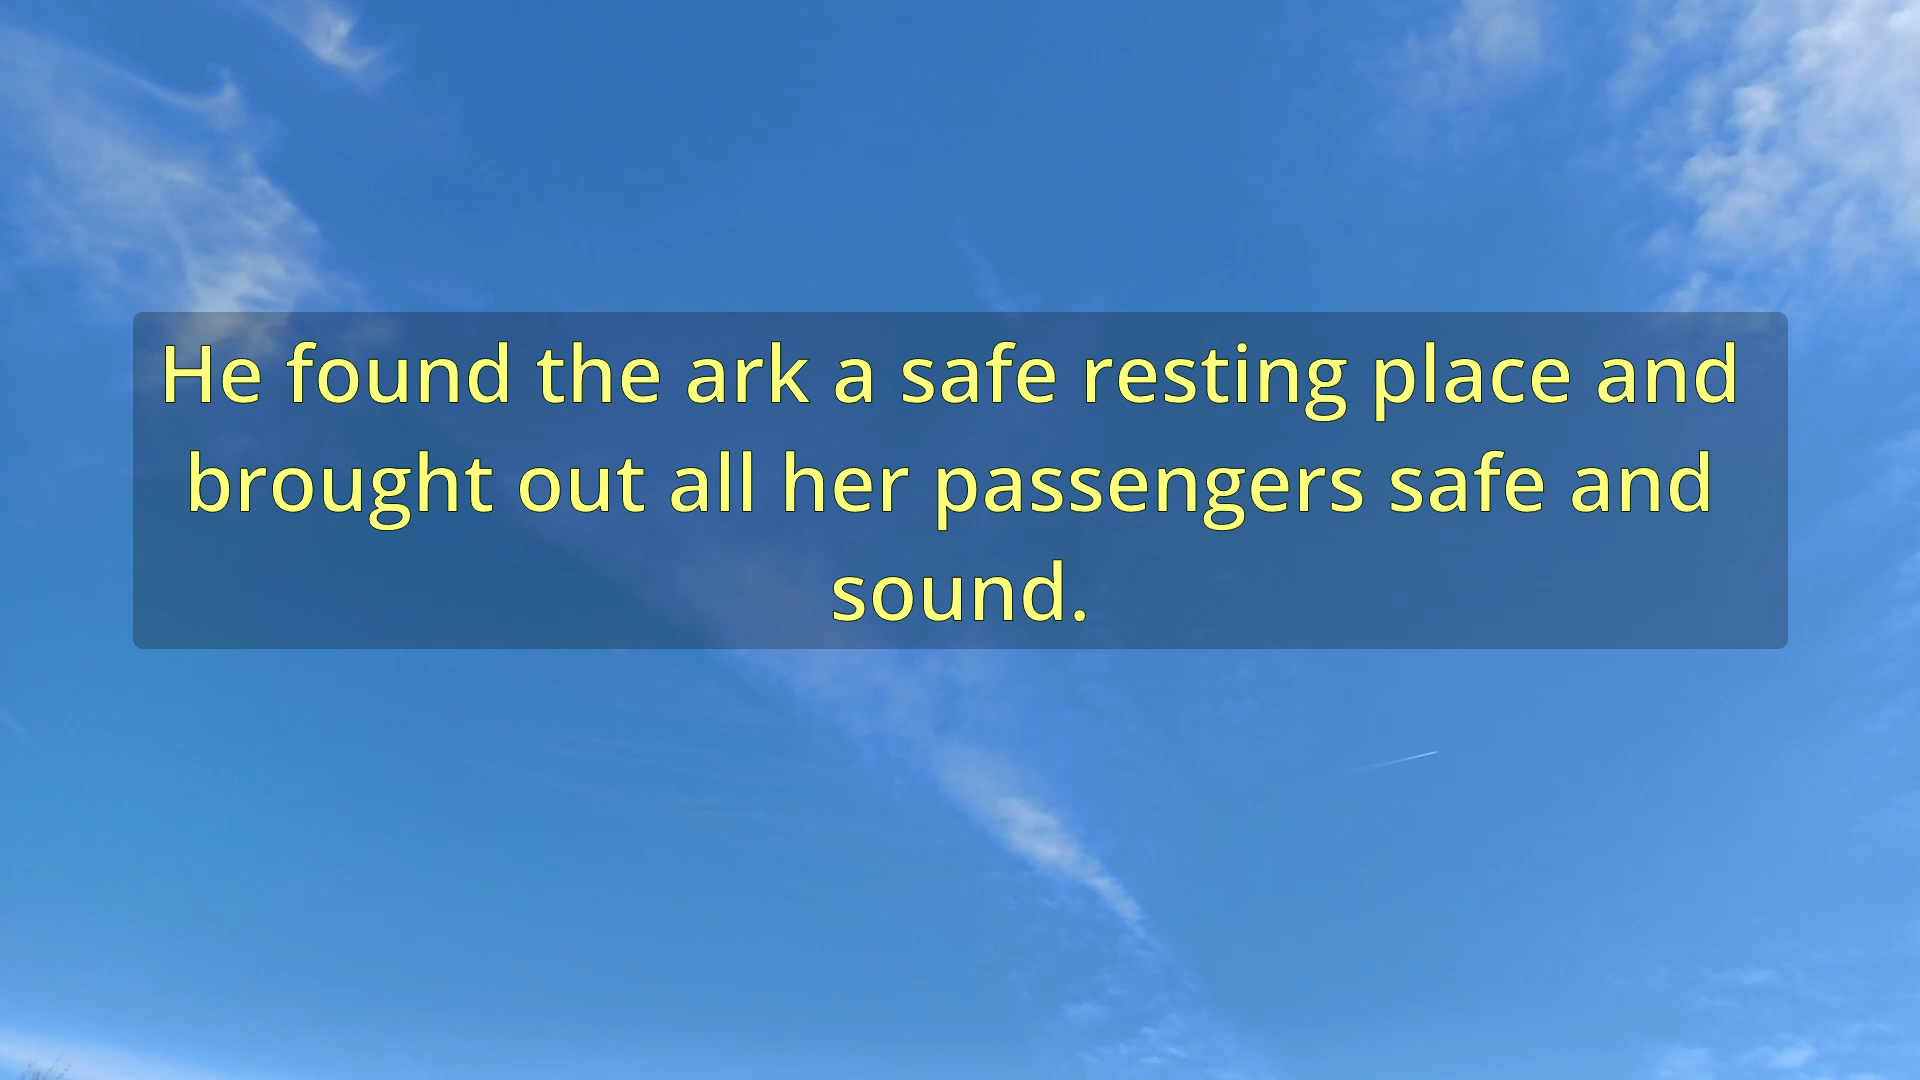 He found the ark a safe resting place and
brought out all her passengers safe and
sound.